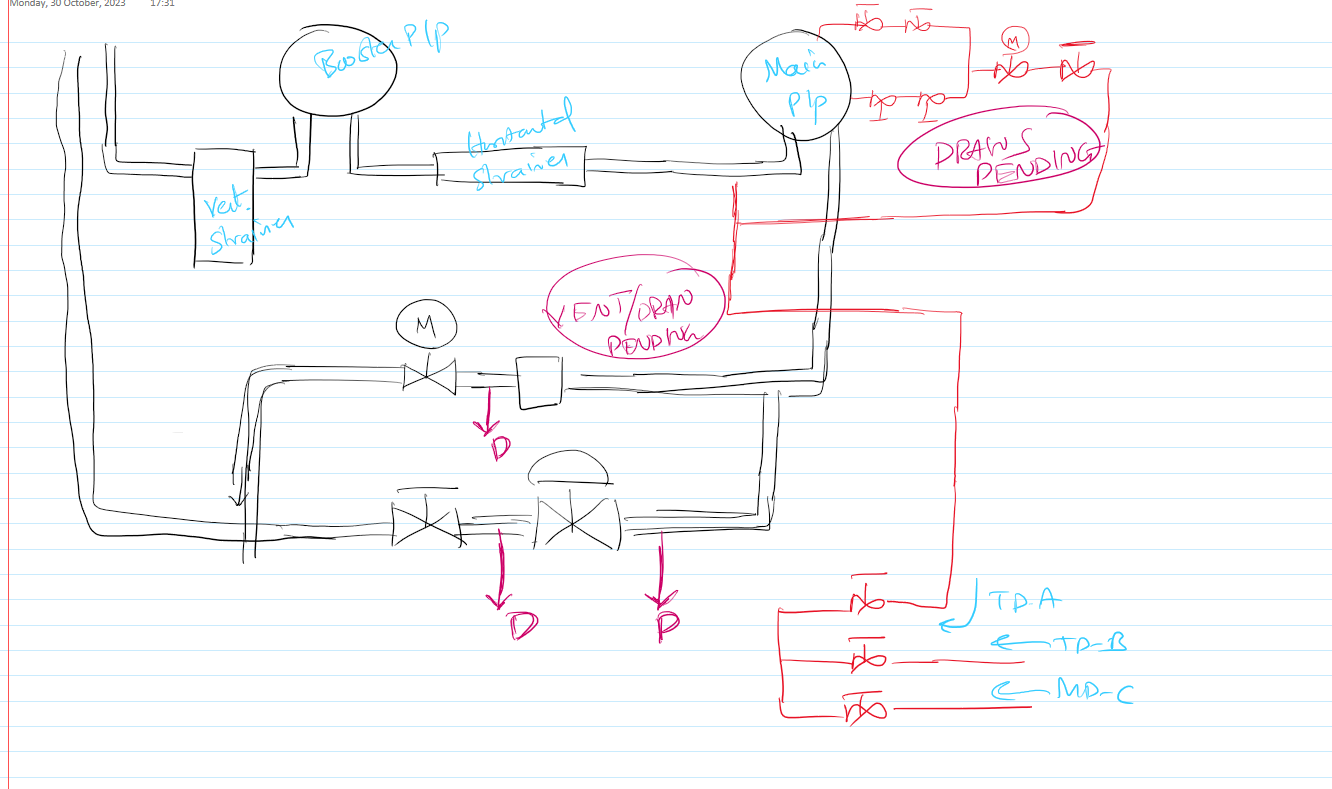 Monday, 30 October, 2023 17:31
Booster P/p
Main
P/p
M
Horizontal
Strainer
DRAINS
PENDING
Vert.
Strainer
VENT/DRAN
PENDING
M
D
D
D
TD-A
TD-B
MD-C